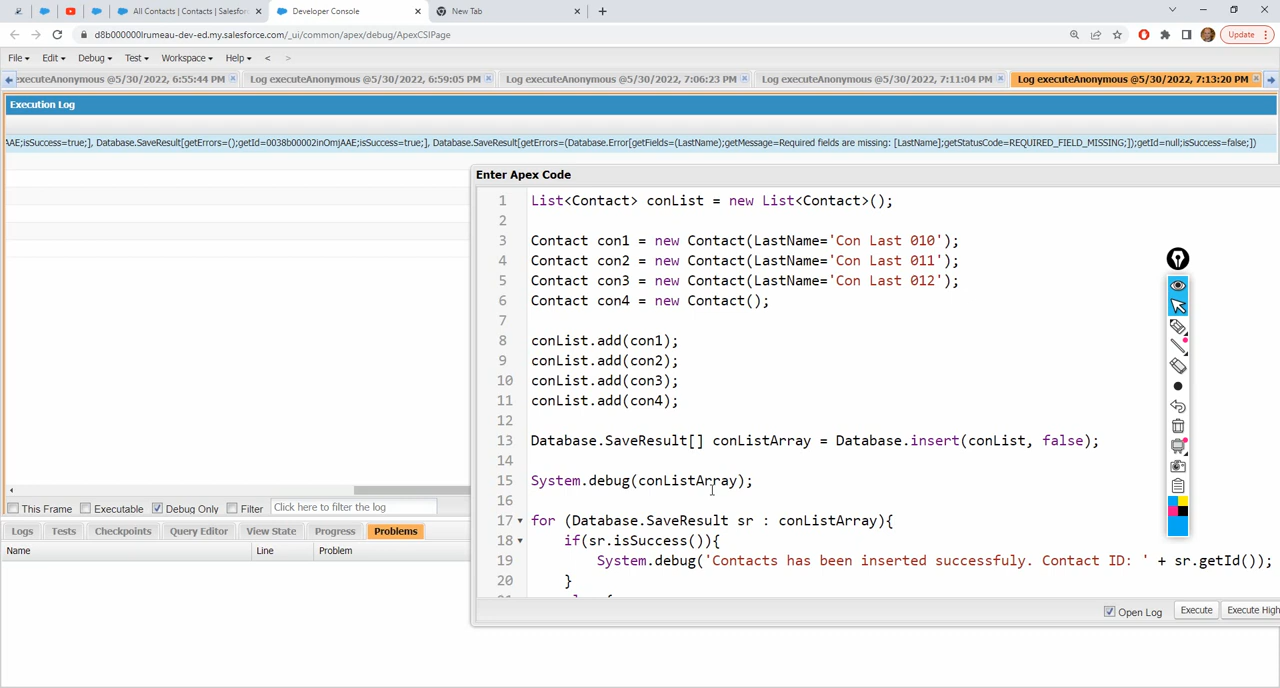 All Contacts | Contacts | Salesfor
Developer Console
New Tab
d8b000000lrumeau-dev-ed.my.salesforce.com/_ui/common/apex/debug/ApexCSIPage
Update
File
Edit
Debug
Test
Workspace
Help
<
>
executeAnonymous @5/30/2022, 6:55:44 PM
Log executeAnonymous @5/30/2022, 6:59:05 PM
Log executeAnonymous @5/30/2022, 7:06:23 PM
Log executeAnonymous @5/30/2022, 7:11:04 PM
Log executeAnonymous @5/30/2022, 7:13:20 PM
Execution Log
AAE;isSuccess=true;], Database.SaveResult[getErrors=();getId=0038b00002inOmjAAE;isSuccess=true;], Database.SaveResult[getErrors=(Database.Error[getFields=(LastName);getMessage=Required fields are missing: [LastName];getStatusCode=REQUIRED_FIELD_MISSING;]);getId=null;isSuccess=false;])
Enter Apex Code
1 List<Contact> conList = new List<Contact>();
2
3 Contact con1 = new Contact(LastName='Con Last 010');
4 Contact con2 = new Contact(LastName='Con Last 011');
5 Contact con3 = new Contact(LastName='Con Last 012');
6 Contact con4 = new Contact();
7
8 conList.add(con1);
9 conList.add(con2);
10 conList.add(con3);
11 conList.add(con4);
12
13 Database.SaveResult[] conListArray = Database.insert(conList, false);
14
15 System.debug(conListArray);
16
17 for (Database.SaveResult sr : conListArray){
18 if(sr.isSuccess()){
19 System.debug('Contacts has been inserted successfuly. Contact ID: ' + sr.getId());
20 }
Open Log
Execute
Execute High
This Frame
Executable
Debug Only
Filter
Click here to filter the log
Logs
Tests
Checkpoints
Query Editor
View State
Progress
Problems
Name
Line
Problem